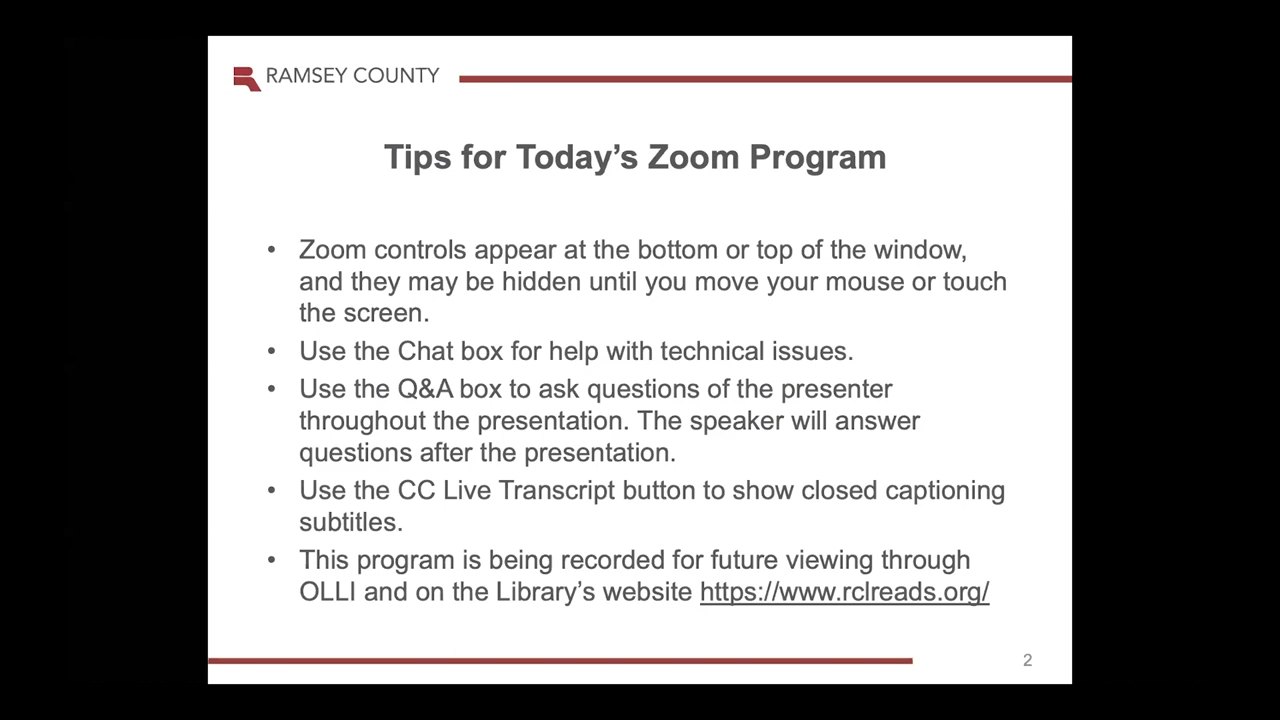 RAMSEY COUNTY
Tips for Today’s Zoom Program
• Zoom controls appear at the bottom or top of the window,
and they may be hidden until you move your mouse or touch
the screen.
• Use the Chat box for help with technical issues.
• Use the Q&A box to ask questions of the presenter
throughout the presentation. The speaker will answer
questions after the presentation.
• Use the CC Live Transcript button to show closed captioning
subtitles.
• This program is being recorded for future viewing through
OLLI and on the Library’s website https://www.rclreads.org/
2